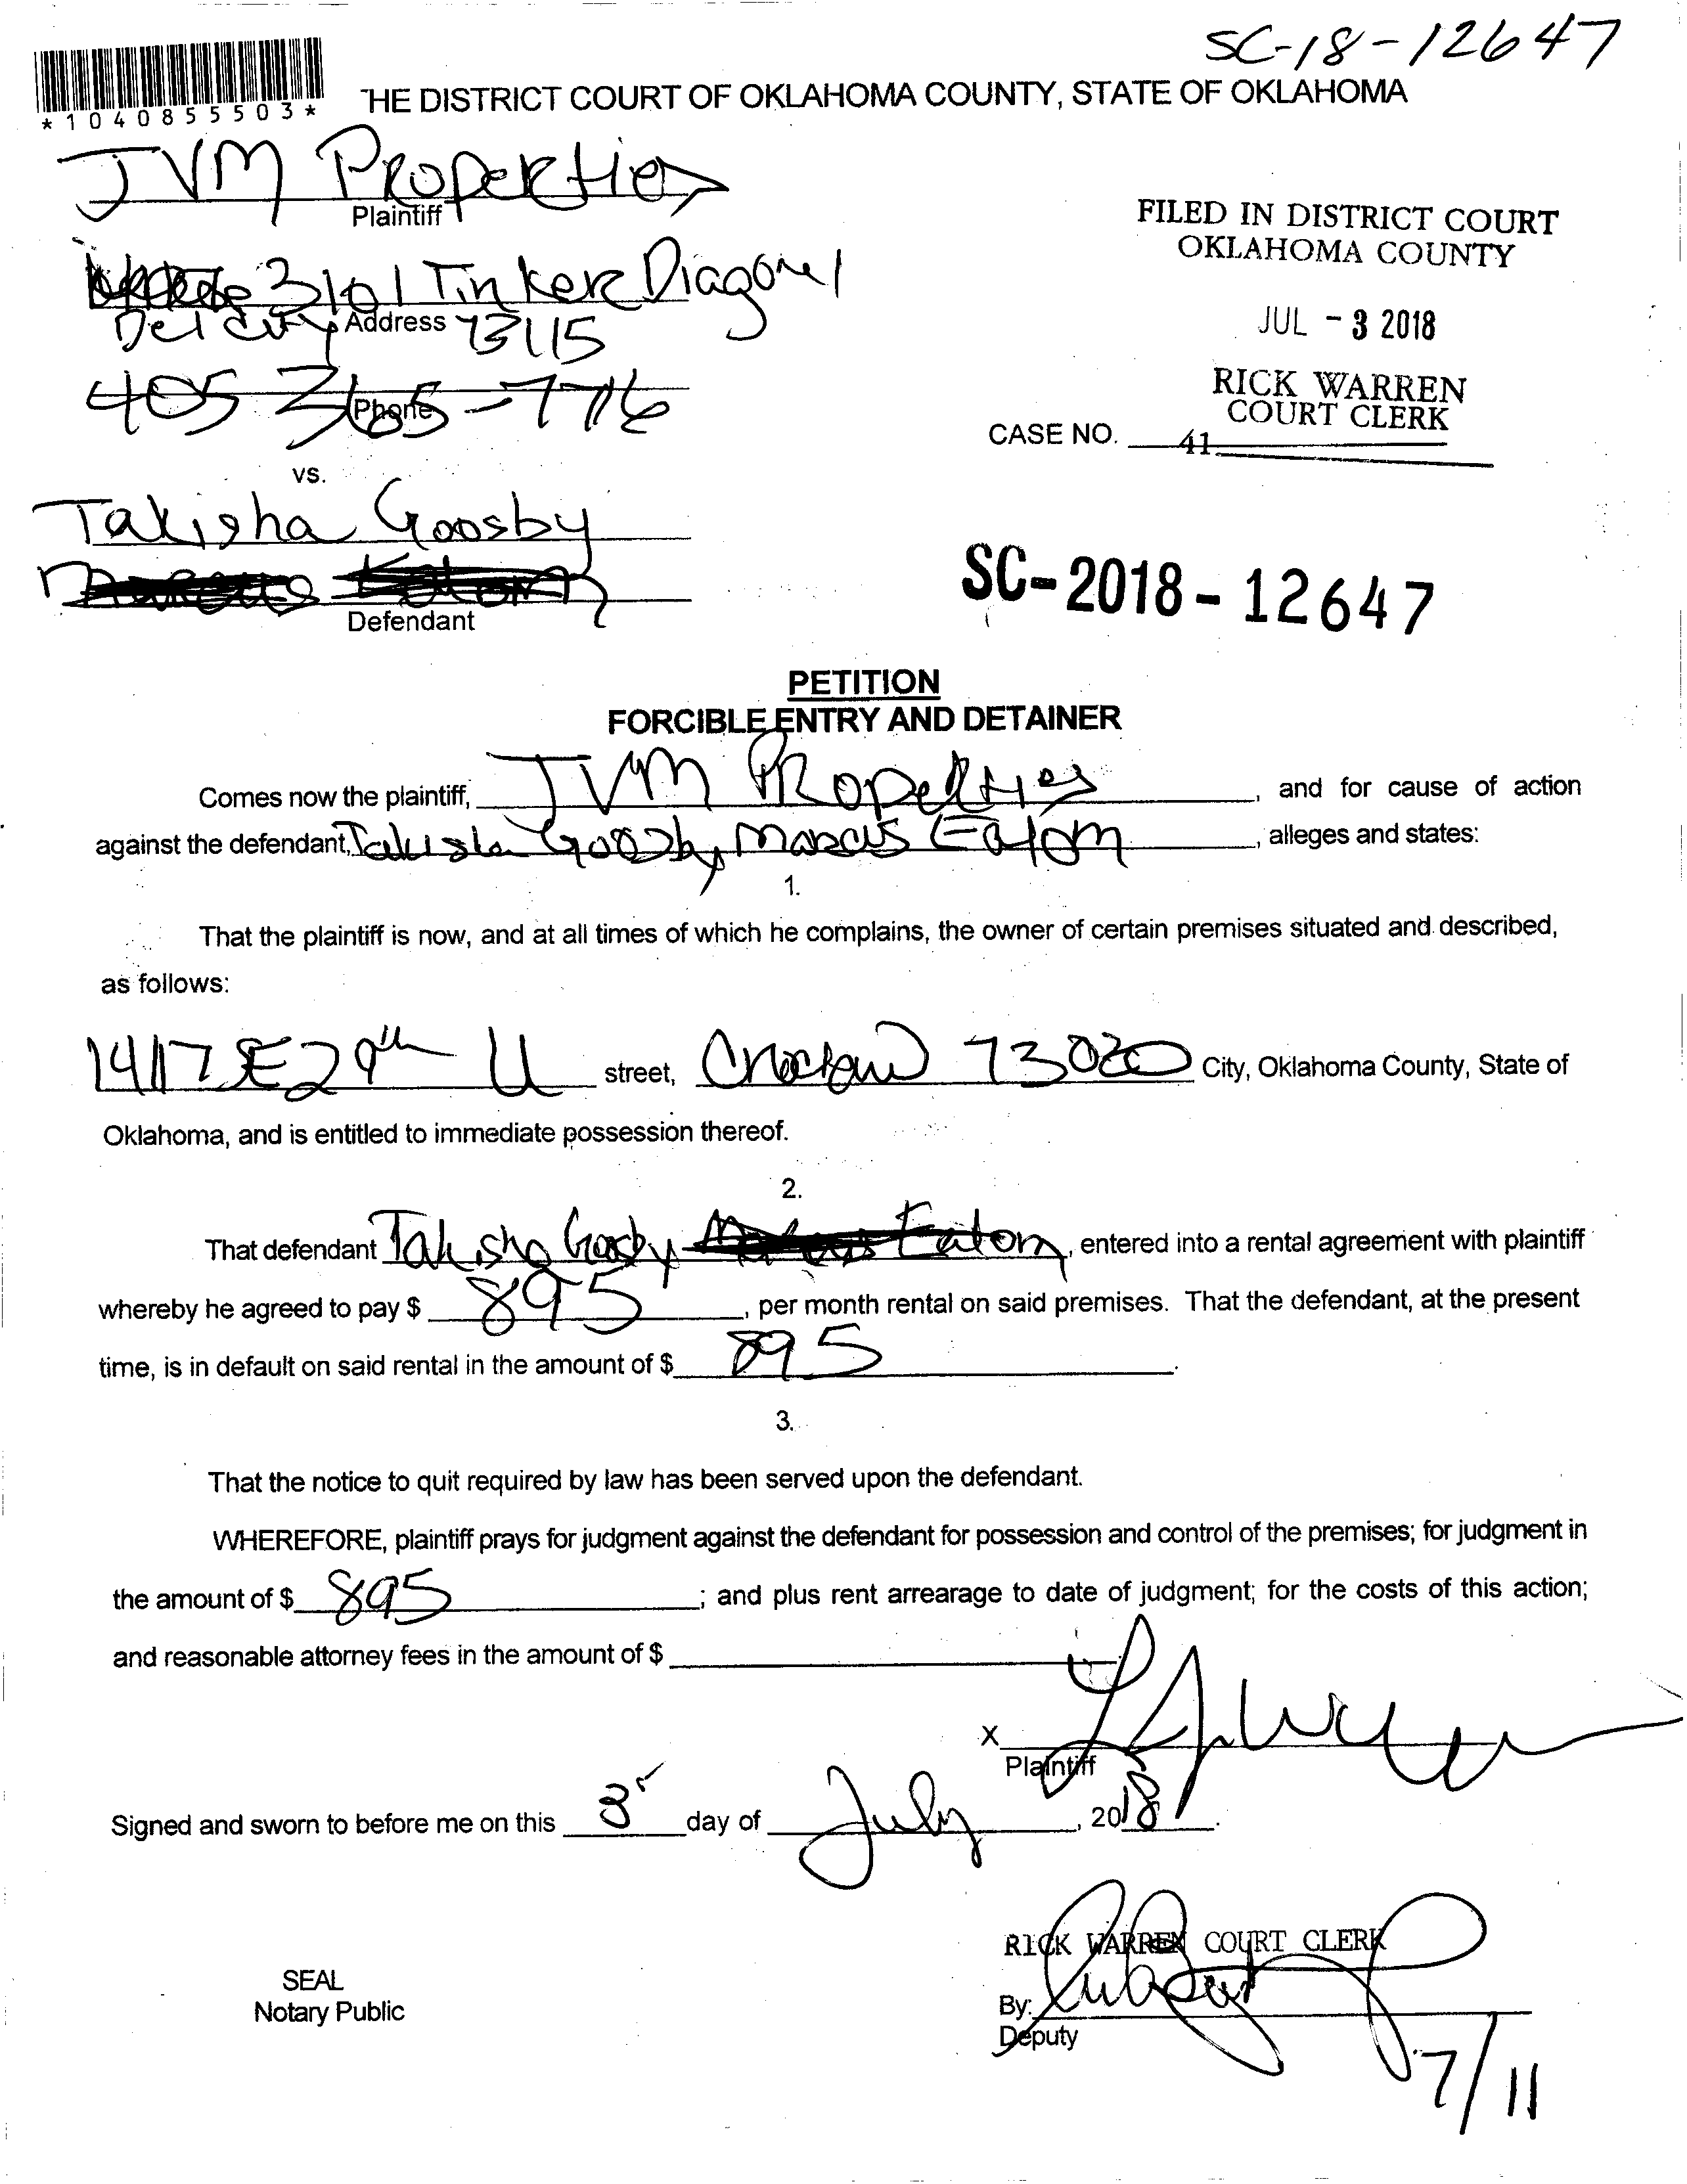 SC-18-12647
*1040855503*
THE DISTRICT COURT OF OKLAHOMA COUNTY, STATE OF OKLAHOMA
JVM Properties
Plaintiff
3101 Tinker Diagonal
Del City 73115
Address
405 365-7716
Phone
FILED IN DISTRICT COURT
OKLAHOMA COUNTY
JUL - 3 2018
RICK WARREN
COURT CLERK
CASE NO. 41
vs.
Takisha Goosby
Defendant
SC-2018-12647
PETITION
FORCIBLE ENTRY AND DETAINER
Comes now the plaintiff, JVM Properties, and for cause of action
against the defendant, Takisha Goosby, Marcus Eatom, alleges and states:
1.
That the plaintiff is now, and at all times of which he complains, the owner of certain premises situated and described,
as follows:
14117 SE 29th U street, Choctaw 73020 City, Oklahoma County, State of
Oklahoma, and is entitled to immediate possession thereof.
2.
That defendant Takisha Goosby Eatom, entered into a rental agreement with plaintiff
whereby he agreed to pay $ 895, per month rental on said premises. That the defendant, at the present
time, is in default on said rental in the amount of $ 895.
3.
That the notice to quit required by law has been served upon the defendant.
WHEREFORE, plaintiff prays for judgment against the defendant for possession and control of the premises; for judgment in
the amount of $ 895; and plus rent arrearage to date of judgment; for the costs of this action;
and reasonable attorney fees in the amount of $
X
Plaintiff
Signed and sworn to before me on this 3r day of July, 2018.
RICK WARREN COURT CLERK
SEAL
Notary Public
By:
Deputy
7/11